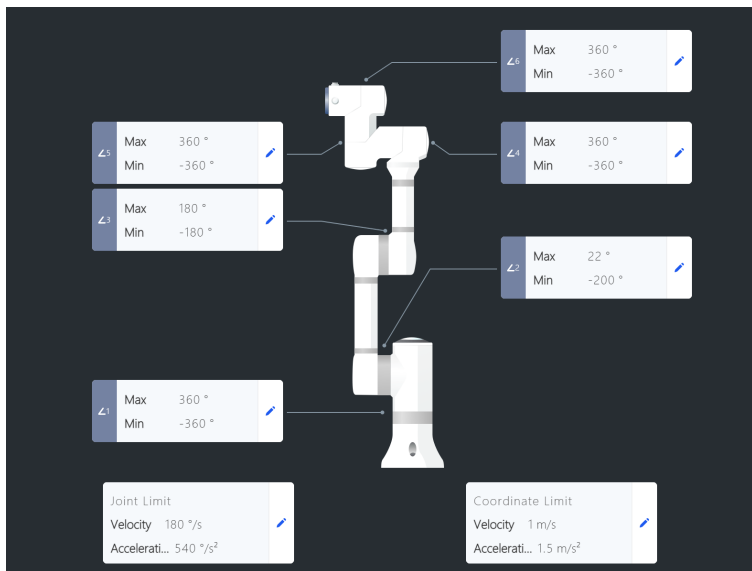 ∠6
Max 360 °
Min -360 °
∠5
Max 360 °
Min -360 °
∠4
Max 360 °
Min -360 °
∠3
Max 180 °
Min -180 °
∠2
Max 22 °
Min -200 °
∠1
Max 360 °
Min -360 °
Joint Limit
Velocity 180 °/s
Accelerati... 540 °/s²
Coordinate Limit
Velocity 1 m/s
Accelerati... 1.5 m/s²